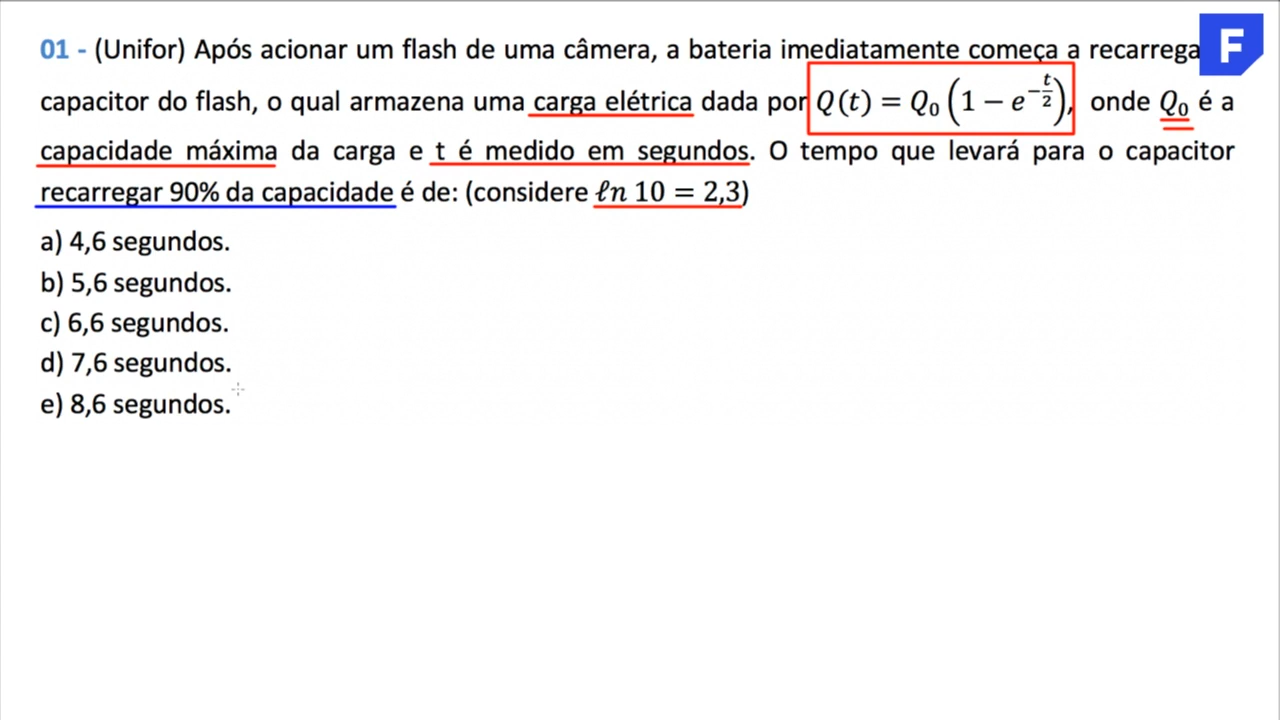 01 - (Unifor) Após acionar um flash de uma câmera, a bateria imediatamente começa a recarrega F
capacitor do flash, o qual armazena uma carga elétrica dada por Q(t) = Q₀ (1 − e^(−t/2)), onde Q₀ é a
capacidade máxima da carga e t é medido em segundos. O tempo que levará para o capacitor
recarregar 90% da capacidade é de: (considere ℓn 10 = 2,3)
a) 4,6 segundos.
b) 5,6 segundos.
c) 6,6 segundos.
d) 7,6 segundos.
e) 8,6 segundos.